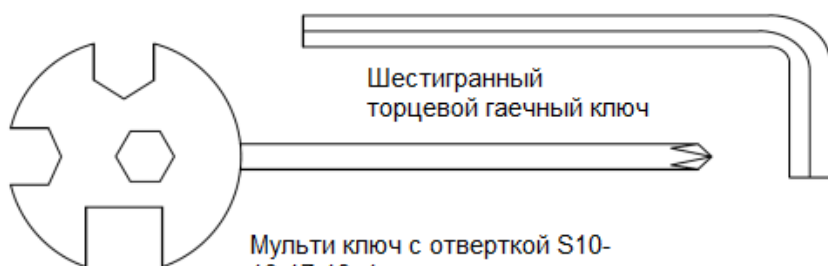 Шестигранный
торцевой гаечный ключ
Мульти ключ с отверткой S10-